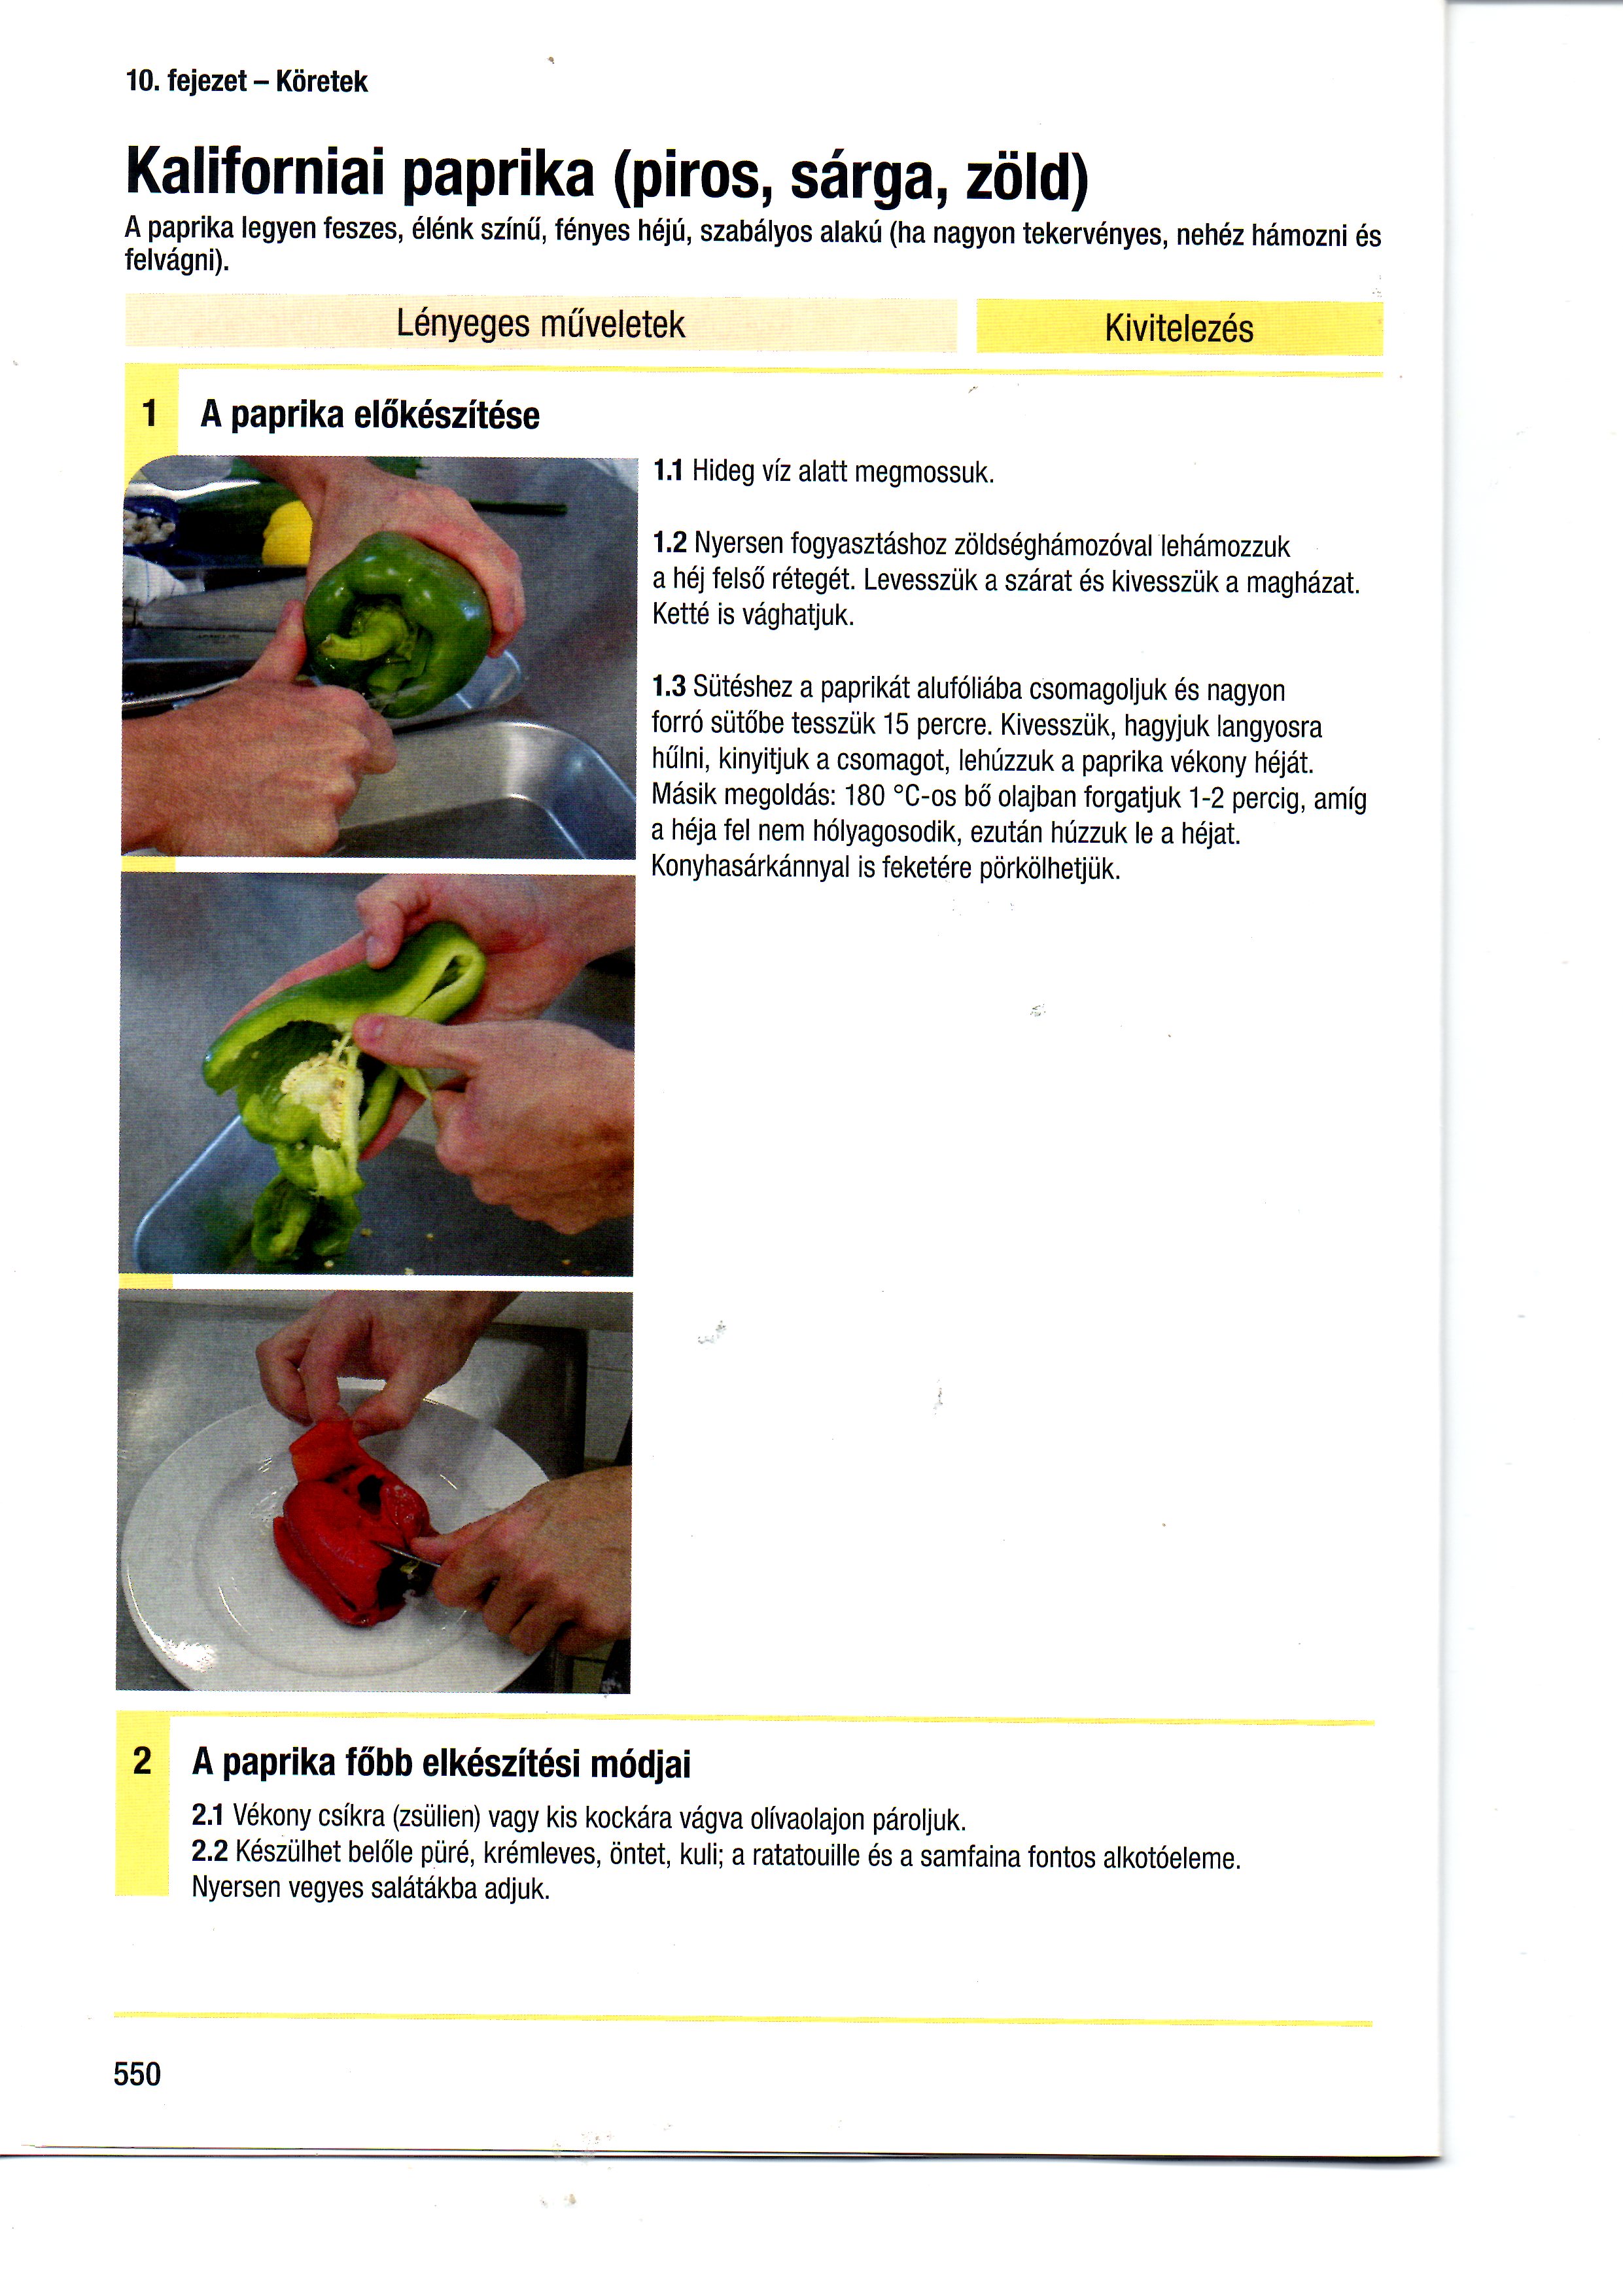 10. fejezet – Köretek
Kaliforniai paprika (piros, sárga, zöld)
A paprika legyen feszes, élénk színű, fényes héjú, szabályos alakú (ha nagyon tekervényes, nehéz hámozni és
felvágni).
Lényeges műveletek
Kivitelezés
1 A paprika előkészítése
1.1 Hideg víz alatt megmossuk.
1.2 Nyersen fogyasztáshoz zöldséghámozóval lehámozzuk
a héj felső rétegét. Levesszük a szárat és kivesszük a magházat.
Ketté is vághatjuk.
1.3 Sütéshez a paprikát alufóliába csomagoljuk és nagyon
forró sütőbe tesszük 15 percre. Kivesszük, hagyjuk langyosra
hűlni, kinyitjuk a csomagot, lehúzzuk a paprika vékony héját.
Másik megoldás: 180 °C-os bő olajban forgatjuk 1-2 percig, amíg
a héja fel nem hólyagosodik, ezután húzzuk le a héjat.
Konyhasárkánnyal is feketére pörkölhetjük.
2 A paprika főbb elkészítési módjai
2.1 Vékony csíkra (zsülien) vagy kis kockára vágva olívaolajon pároljuk.
2.2 Készülhet belőle püré, krémleves, öntet, kuli; a ratatouille és a samfaina fontos alkotóeleme.
Nyersen vegyes salátákba adjuk.
550